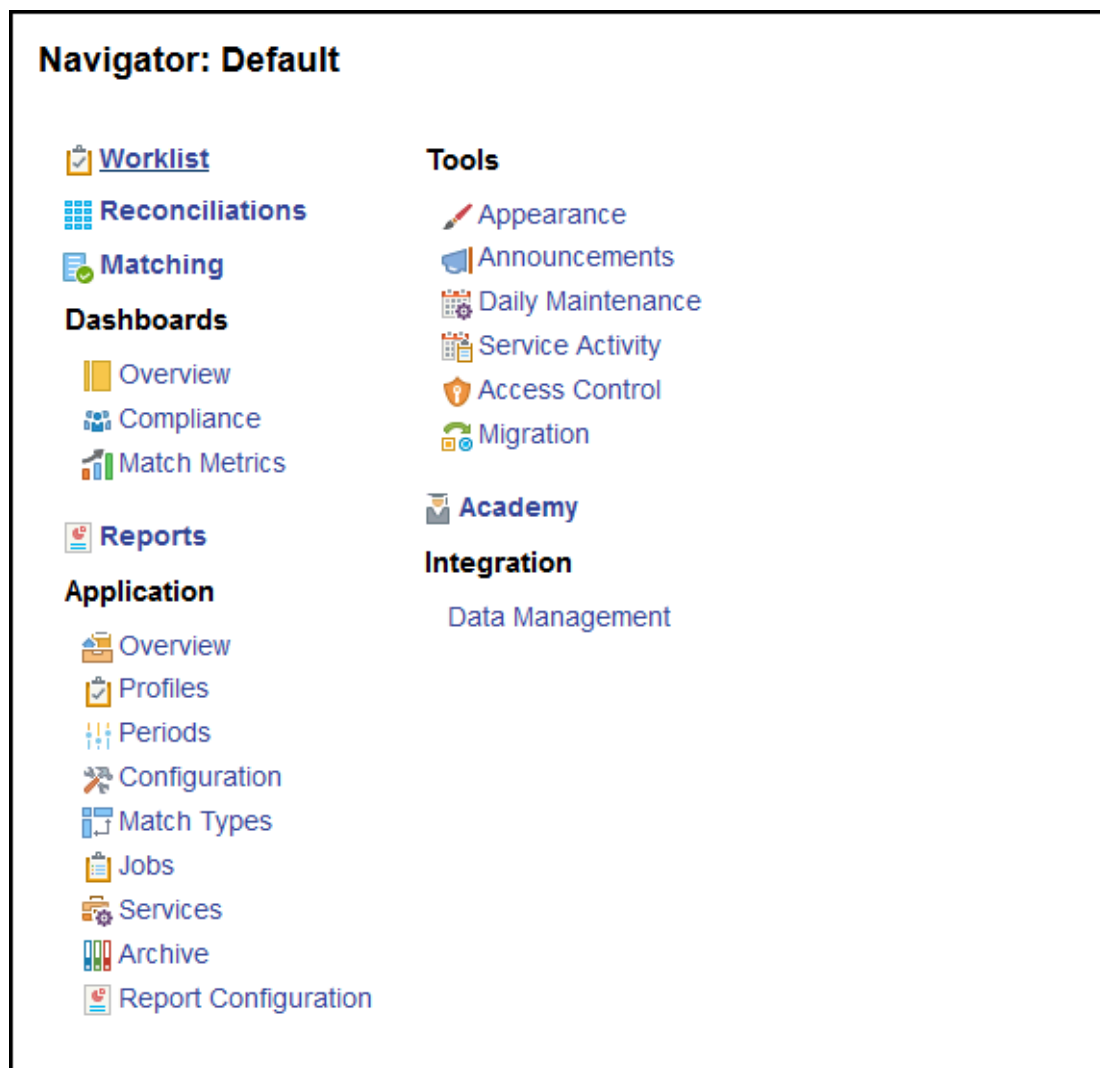 Navigator: Default
Worklist
Reconciliations
Matching
Dashboards
Overview
Compliance
Match Metrics
Reports
Application
Overview
Profiles
Periods
Configuration
Match Types
Jobs
Services
Archive
Report Configuration
Tools
Appearance
Announcements
Daily Maintenance
Service Activity
Access Control
Migration
Academy
Integration
Data Management